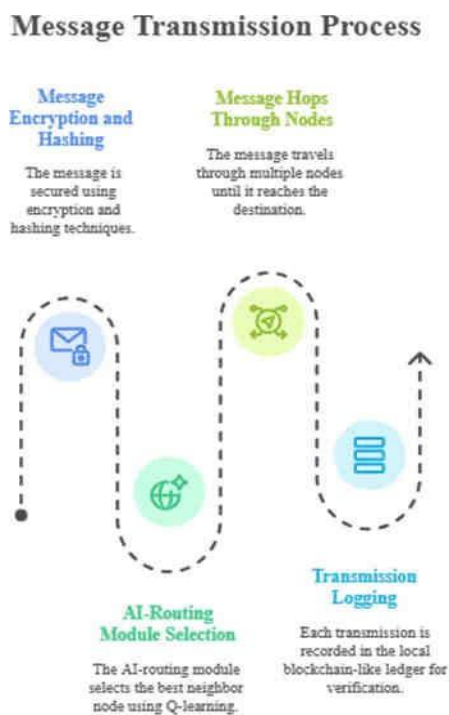 Message Transmission Process
Message
Encryption and
Hashing
The message is
secured using
encryption and
hashing techniques.
Message Hops
Through Nodes
The message travels
through multiple nodes
until it reaches the
destination.
AI-Routing
Module Selection
The AI-routing module
selects the best neighbor
node using Q-learning.
Transmission
Logging
Each transmission is
recorded in the local
blockchain-like ledger for
verification.